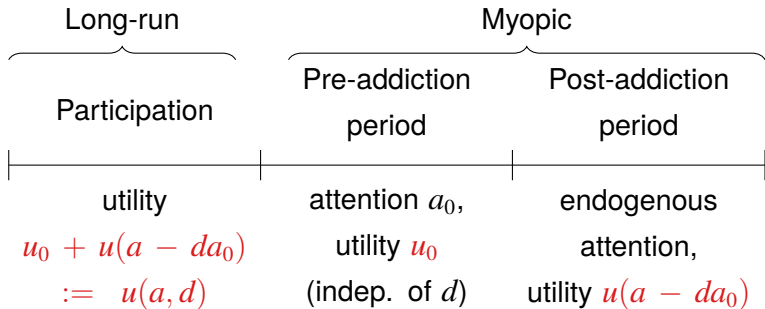 Long-run
Myopic
Participation
Pre-addiction
period
Post-addiction
period
utility
u₀ + u(a − da₀)
:= u(a, d)
attention a₀,
utility u₀
(indep. of d)
endogenous
attention,
utility u(a − da₀)